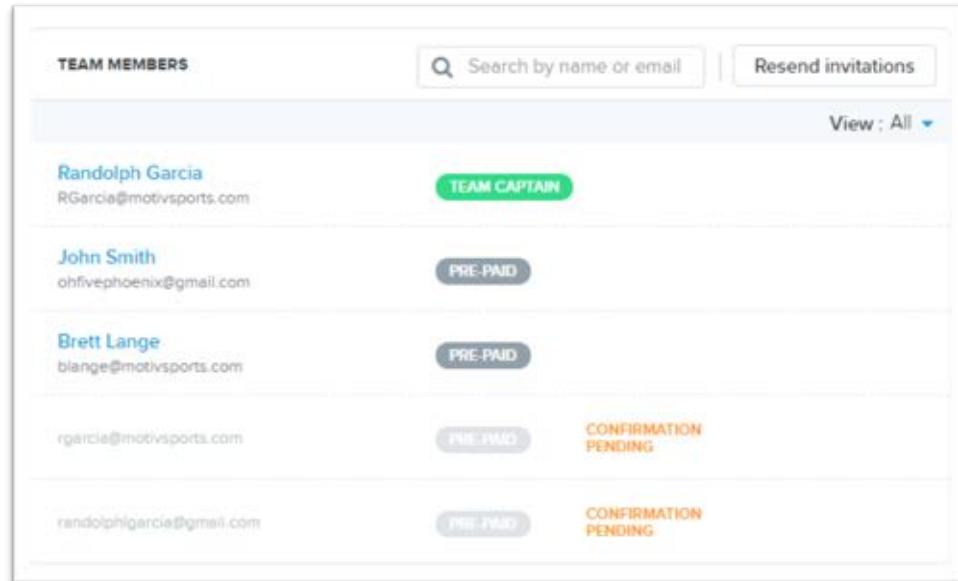 TEAM MEMBERS
Search by name or email
Resend invitations
View : All
Randolph Garcia
TEAM CAPTAIN
RGarcia@motivsports.com
John Smith
PRE-PAID
ohfivephoenix@gmail.com
Brett Lange
PRE-PAID
blange@motivsports.com
rgarcia@motivsports.com
PRE-PAID
CONFIRMATION
PENDING
randolphlgarcia@gmail.com
PRE-PAID
CONFIRMATION
PENDING